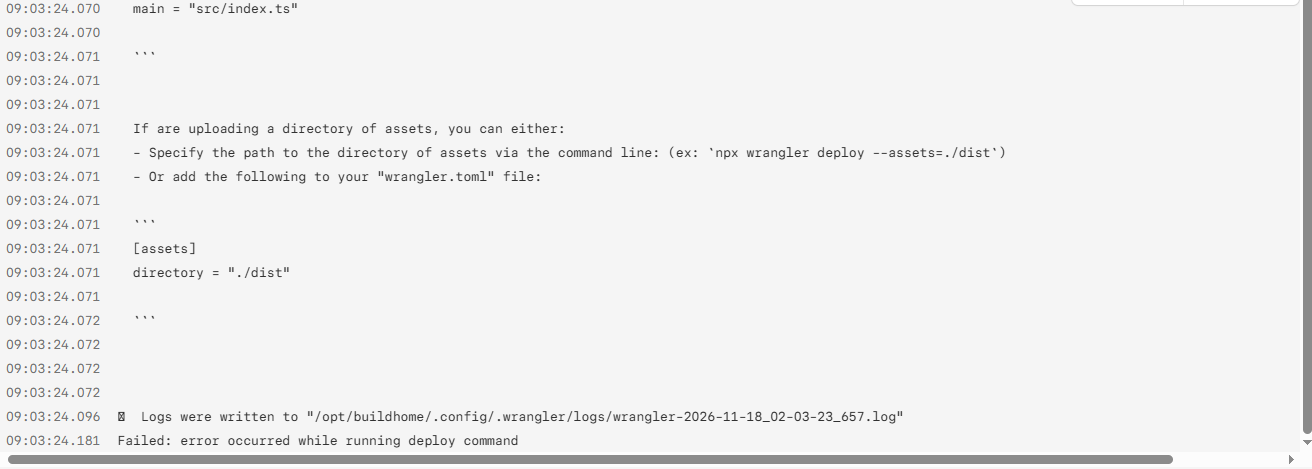 09:03:24.070 main = "src/index.ts"
09:03:24.070
09:03:24.071 ```
09:03:24.071
09:03:24.071
09:03:24.071 If are uploading a directory of assets, you can either:
09:03:24.071 - Specify the path to the directory of assets via the command line: (ex: `npx wrangler deploy --assets=./dist`)
09:03:24.071 - Or add the following to your "wrangler.toml" file:
09:03:24.071
09:03:24.071 ```
09:03:24.071 [assets]
09:03:24.071 directory = "./dist"
09:03:24.071
09:03:24.072 ```
09:03:24.072
09:03:24.072
09:03:24.072
09:03:24.096 Logs were written to "/opt/buildhome/.config/.wrangler/logs/wrangler-2026-11-18_02-03-23_657.log"
09:03:24.181 Failed: error occurred while running deploy command